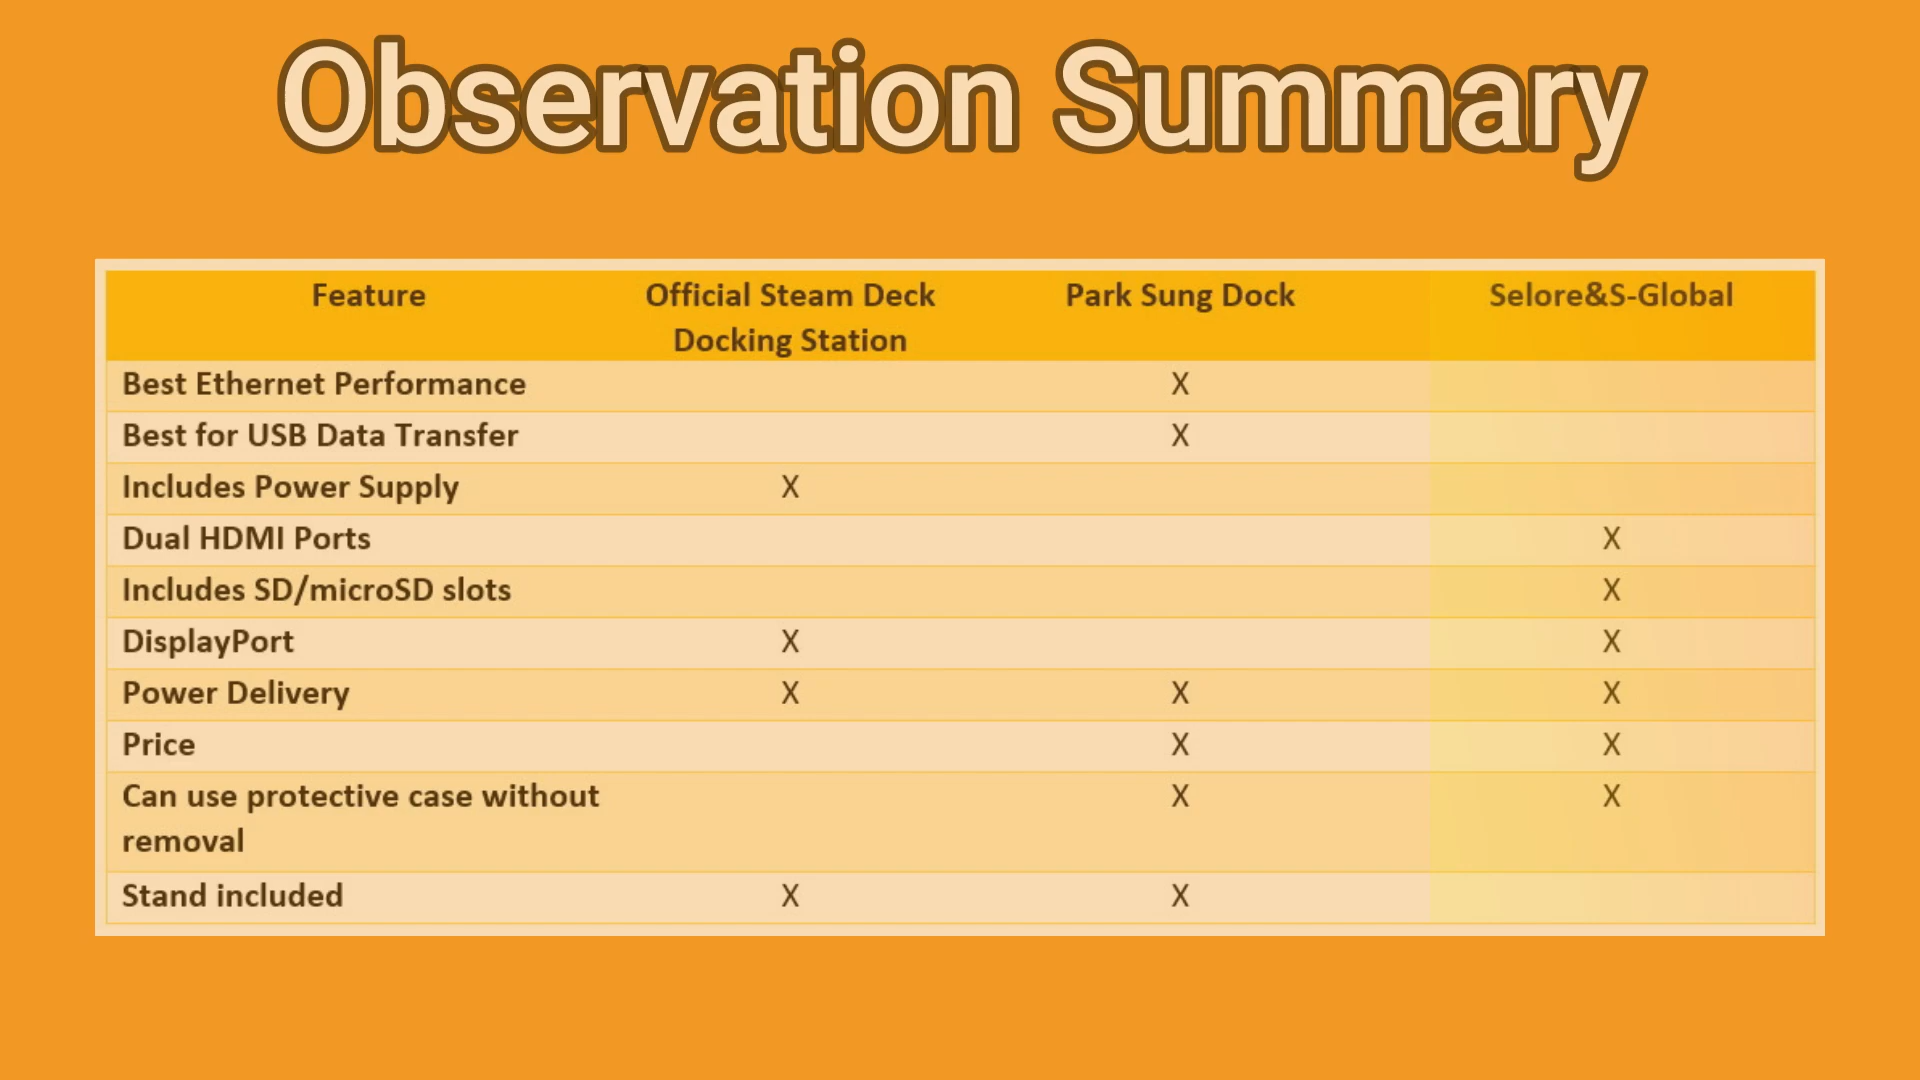 Observation Summary
Feature Official Steam Deck Docking Station Park Sung Dock Selore&S-Global
Best Ethernet Performance X
Best for USB Data Transfer X
Includes Power Supply X
Dual HDMI Ports X
Includes SD/microSD slots X
DisplayPort X X
Power Delivery X X X
Price X X
Can use protective case without removal X X
Stand included X X